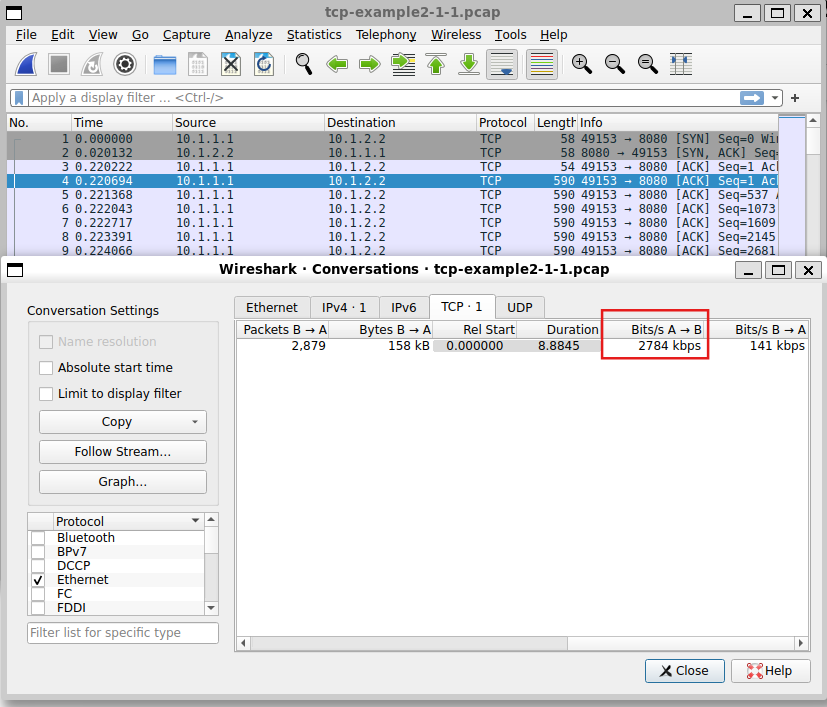 tcp-example2-1-1.pcap
File Edit View Go Capture Analyze Statistics Telephony Wireless Tools Help
Apply a display filter … <Ctrl-/>
No. Time Source Destination Protocol Length Info
1 0.000000 10.1.1.1 10.1.2.2 TCP 58 49153 → 8080 [SYN] Seq=0 Wi
2 0.020132 10.1.2.2 10.1.1.1 TCP 58 8080 → 49153 [SYN, ACK] Seq=
3 0.220222 10.1.1.1 10.1.2.2 TCP 54 49153 → 8080 [ACK] Seq=1 Ac
4 0.220694 10.1.1.1 10.1.2.2 TCP 590 49153 → 8080 [ACK] Seq=1 Ac
5 0.221368 10.1.1.1 10.1.2.2 TCP 590 49153 → 8080 [ACK] Seq=537
6 0.222043 10.1.1.1 10.1.2.2 TCP 590 49153 → 8080 [ACK] Seq=1073
7 0.222717 10.1.1.1 10.1.2.2 TCP 590 49153 → 8080 [ACK] Seq=1609
8 0.223391 10.1.1.1 10.1.2.2 TCP 590 49153 → 8080 [ACK] Seq=2145
9 0.224066 10.1.1.1 10.1.2.2 TCP 590 49153 → 8080 [ACK] Seq=2681
Wireshark · Conversations · tcp-example2-1-1.pcap
Conversation Settings
Name resolution
Absolute start time
Limit to display filter
Copy
Follow Stream…
Graph…
Protocol
Bluetooth
BPv7
DCCP
Ethernet
FC
FDDI
Filter list for specific type
Ethernet IPv4 · 1 IPv6 TCP · 1 UDP
Packets B → A Bytes B → A Rel Start Duration Bits/s A → B Bits/s B → A
2,879 158 kB 0.000000 8.8845 2784 kbps 141 kbps
Close Help